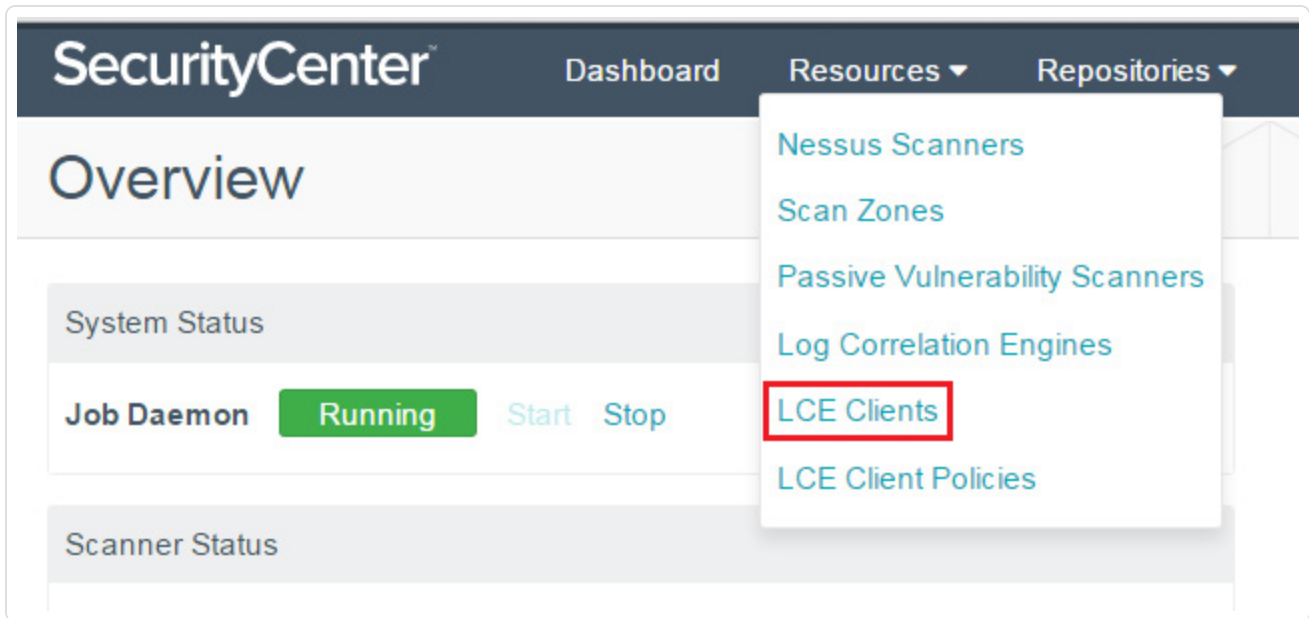 SecurityCenter™ Dashboard Resources Repositories
Overview
Nessus Scanners
Scan Zones
Passive Vulnerability Scanners
Log Correlation Engines
LCE Clients
LCE Client Policies
System Status
Job Daemon Running Start Stop
Scanner Status